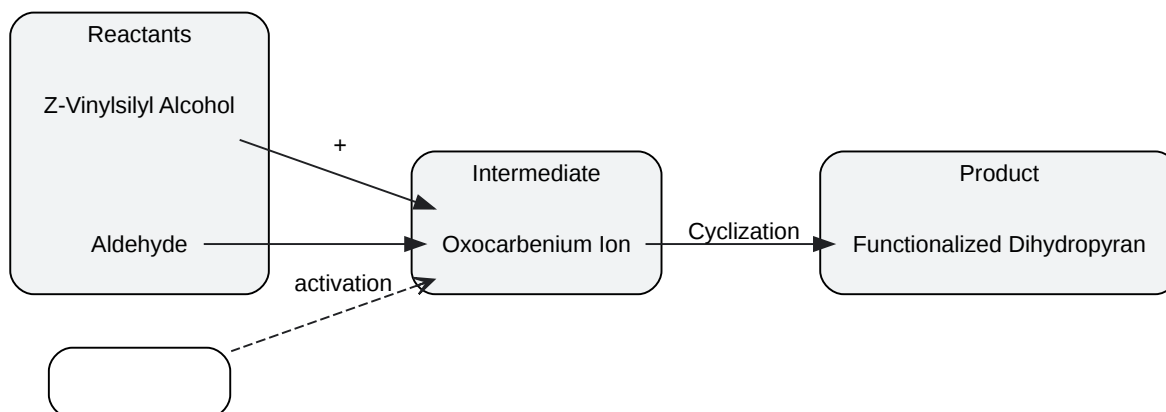 Reactants
Z-Vinylsilyl Alcohol
+
Intermediate
Product
Aldehyde
Oxocarbenium Ion
Cyclization
Functionalized Dihydropyran
activation